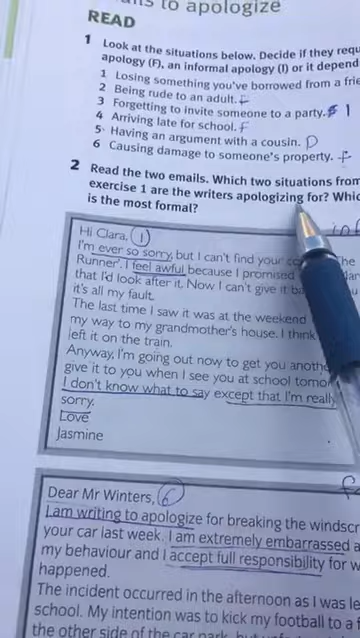 to apologize
READ
1 Look at the situations below. Decide if they requ
apology (F), an informal apology (I) or it depend
1 Losing something you've borrowed from a frie
2 Being rude to an adult. F
3 Forgetting to invite someone to a party. I
4 Arriving late for school. F
5 Having an argument with a cousin. D
6 Causing damage to someone's property. F
2 Read the two emails. Which two situations from
exercise 1 are the writers apologizing for? Whic
is the most formal?
Hi Clara, 1
I'm ever so sorry, but I can't find your The
Runner'. I feel awful because I promised
that I'd look after it. Now I can't give it
it's all my fault.
The last time I saw it was at the weekend
my way to my grandmother's house. I think
left it on the train.
Anyway, I'm going out now to get you anothe
give it to you when I see you at school tomo
I don't know what to say except that I'm really
sorry.
Love
Jasmine
Dear Mr Winters, 6
I am writing to apologize for breaking the windscr
your car last week. I am extremely embarrassed a
my behaviour and I accept full responsibility for w
happened.
The incident occurred in the afternoon as I was le
school. My intention was to kick my football to a f
the other side of the car park, but